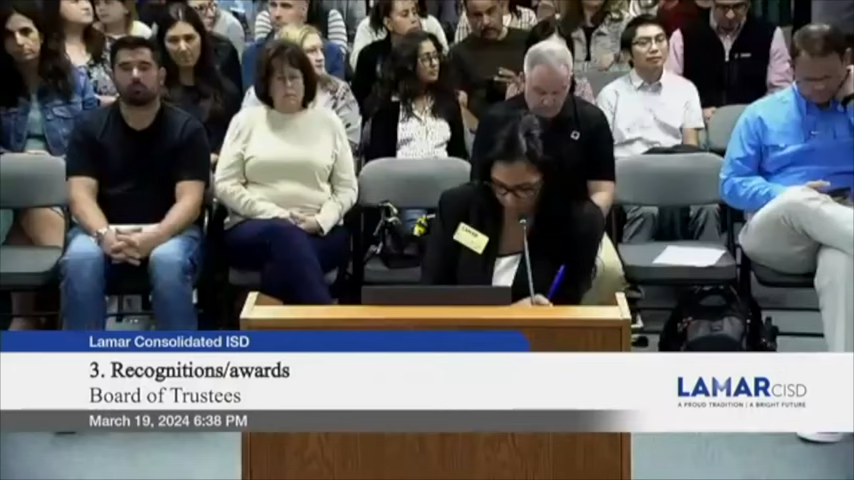 Lamar Consolidated ISD
3. Recognitions/awards
Board of Trustees
March 19, 2024 6:38 PM
LAMARCISD
A PROUD TRADITION | A BRIGHT FUTURE